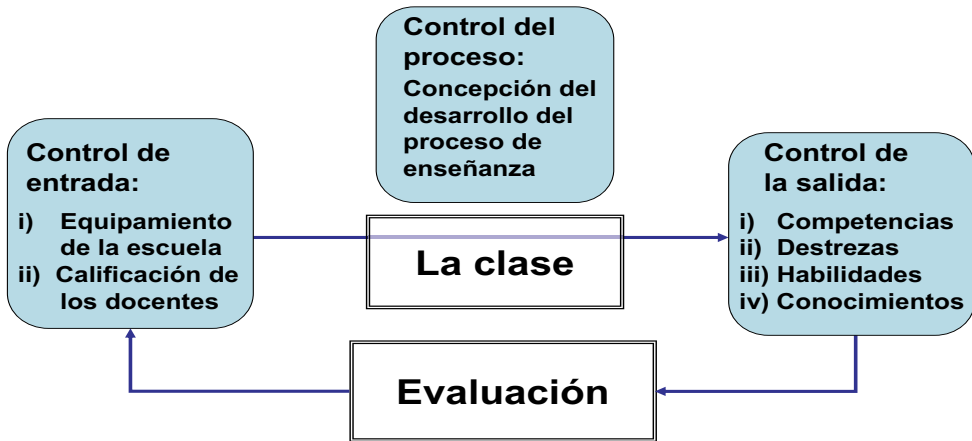 Control del
proceso:
Concepción del
desarrollo del
proceso de
enseñanza
Control de
entrada:
i) Equipamiento
de la escuela
ii) Calificación de
los docentes
La clase
Control de
la salida:
i) Competencias
ii) Destrezas
iii) Habilidades
iv) Conocimientos
Evaluación